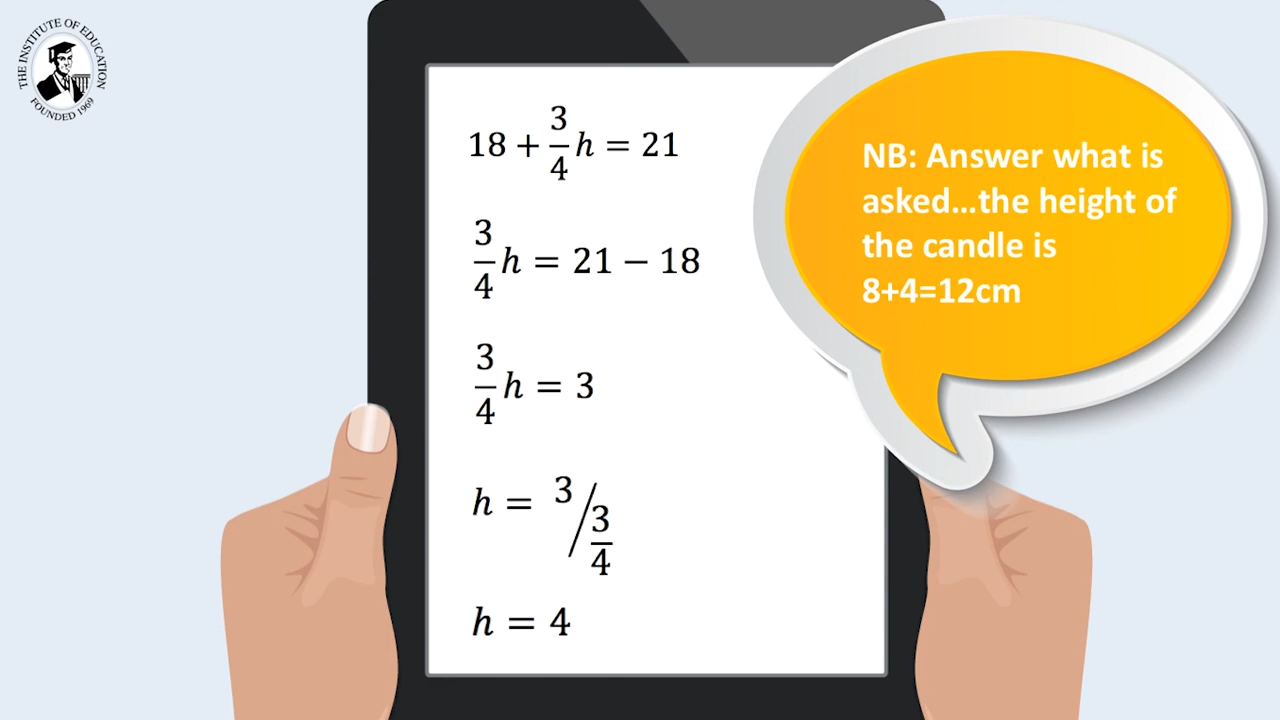 THE INSTITUTE OF EDUCATION
FOUNDED 1969
18 + 3/4 h = 21
3/4 h = 21 − 18
3/4 h = 3
h = 3 / 3/4
h = 4
NB: Answer what is
asked...the height of
the candle is
8+4=12cm